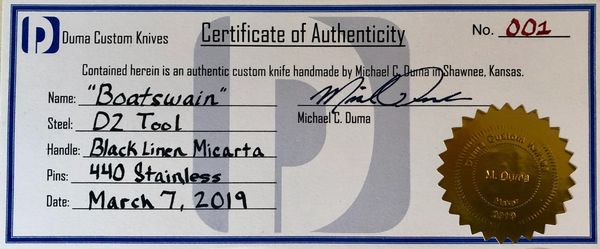 Duma Custom Knives
Certificate of Authenticity
No. 001
Contained herein is an authentic custom knife handmade by Michael C. Duma in Shawnee, Kansas.
Name: "Boatswain"
Steel: D2 Tool
Michael C. Duma
Handle: Black Linen Micarta
Pins: 440 Stainless
Date: March 7, 2019
Duma Custom Knives
M. Duma
2019